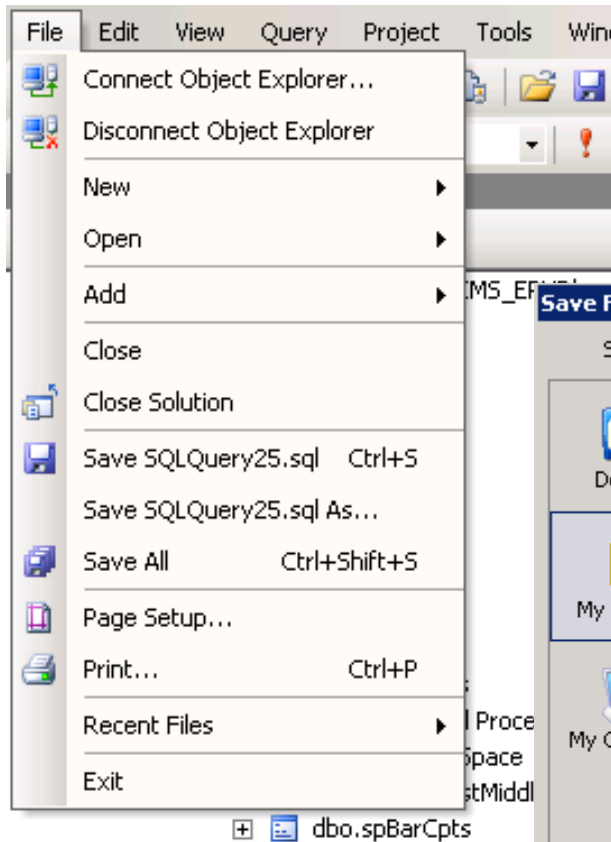 File Edit View Query Project Tools
Connect Object Explorer...
Disconnect Object Explorer
New
Open
Add
Close
Close Solution
Save SQLQuery25.sql Ctrl+S
Save SQLQuery25.sql As...
Save All Ctrl+Shift+S
Page Setup...
Print... Ctrl+P
Recent Files
Exit
Save
My
My
Space
dbo.spBarCpts